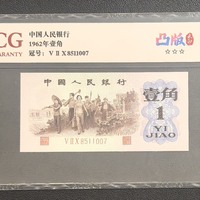 CG
ARANTY
中国人民银行
1962年壹角
冠号：V II X 8511007
凸版
☆☆☆
中国人民银行
VIIX8511007
壹角
1
YI
JIAO